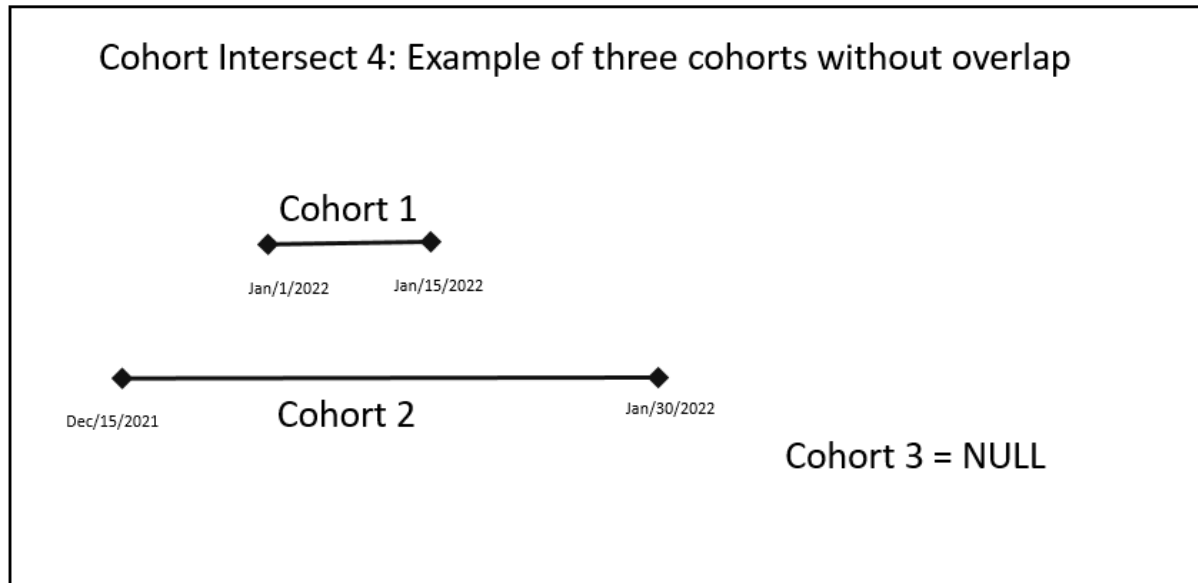 Cohort Intersect 4: Example of three cohorts without overlap
Cohort 1
Jan/1/2022
Jan/15/2022
Dec/15/2021
Cohort 2
Jan/30/2022
Cohort 3 = NULL